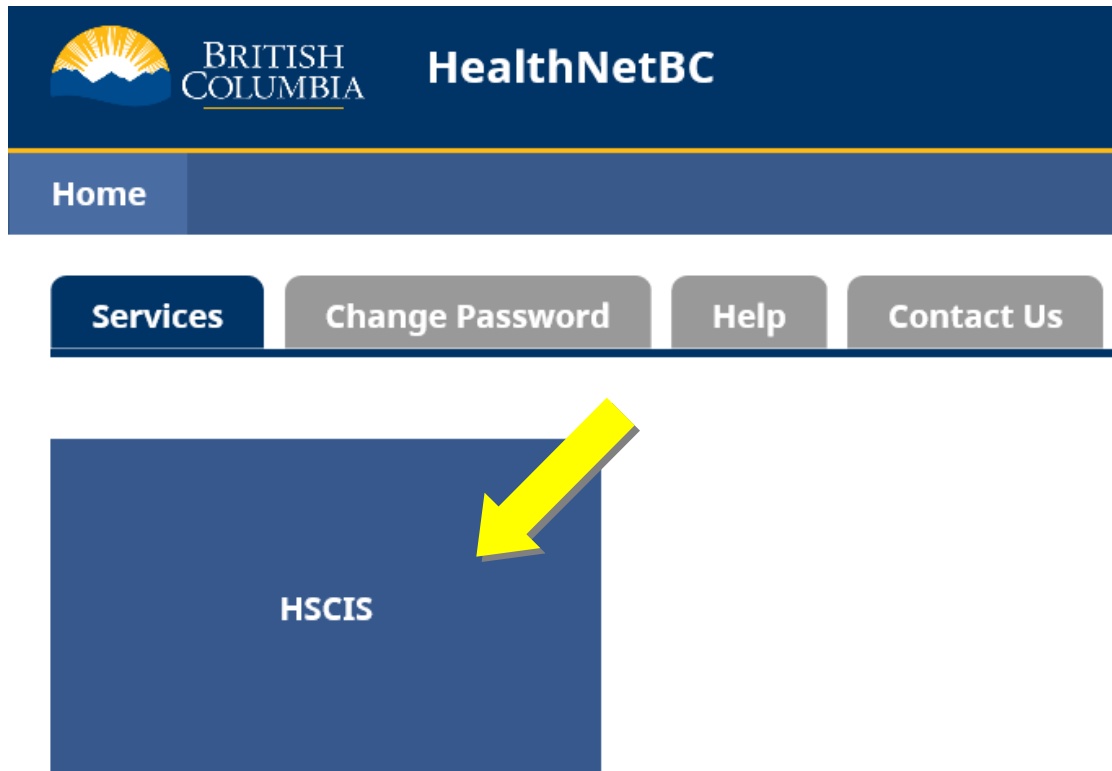 BRITISH
COLUMBIA
HealthNetBC
Home
Services Change Password Help Contact Us
HSCIS